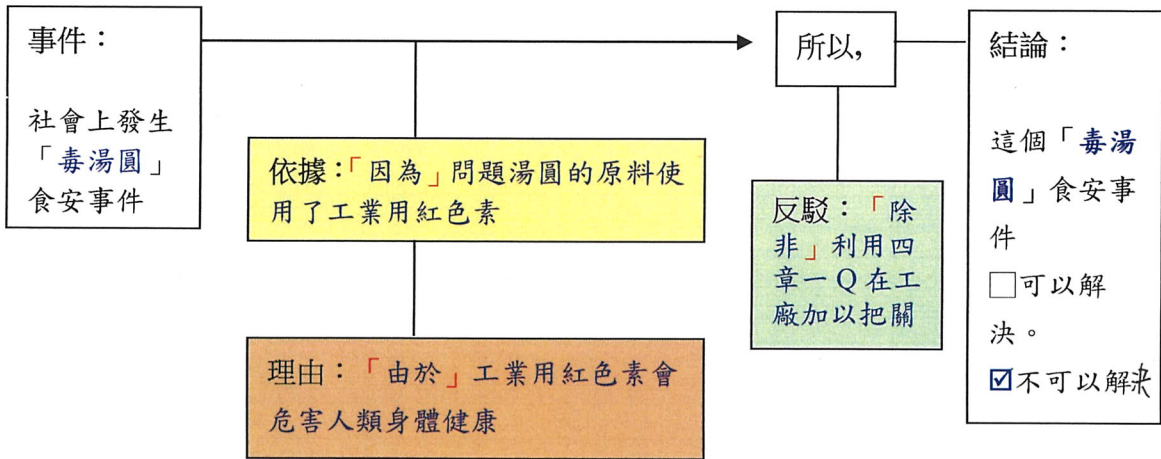 事件：
社會上發生
「毒湯圓」
食安事件
依據：「因為」問題湯圓的原料使
用了工業用紅色素
理由：「由於」工業用紅色素會
危害人類身體健康
所以,
反駁：「除
非」利用四
章一Q在工
廠加以把關
結論：
這個「毒湯
圓」食安事
件
□可以解
決。
☑不可以解決